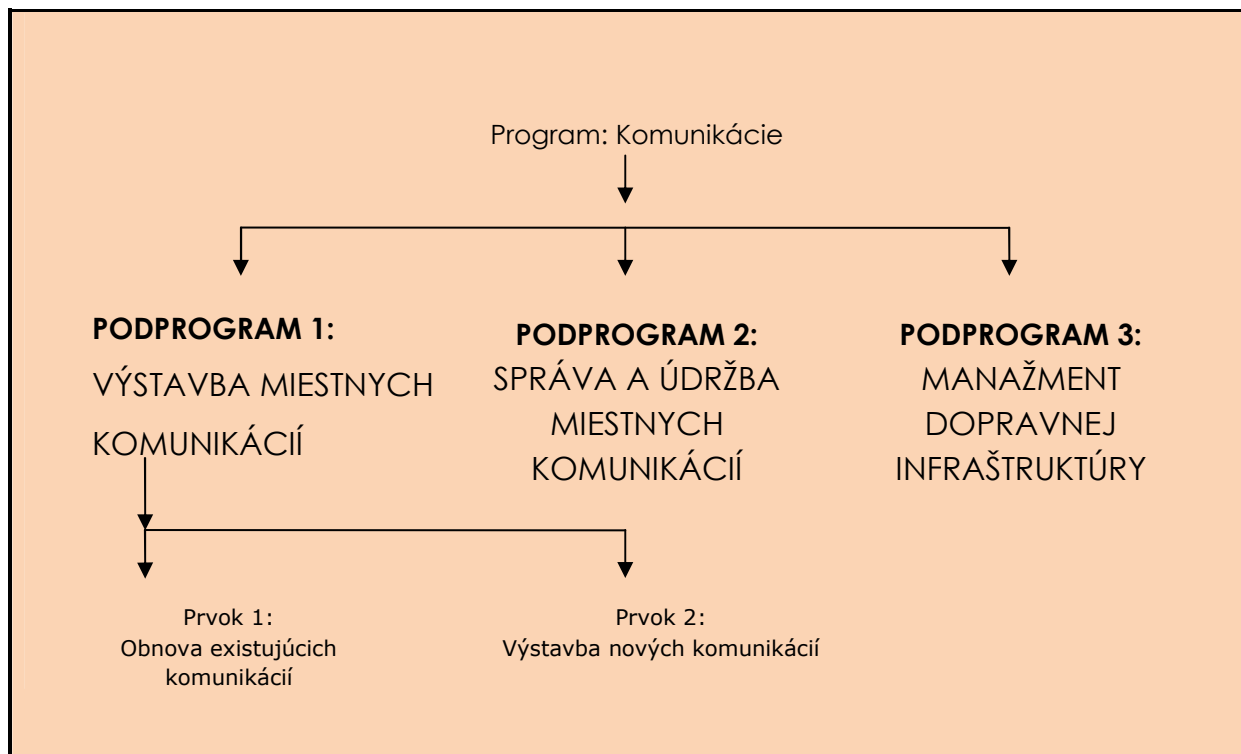 Program: Komunikácie
PODPROGRAM 1:
VÝSTAVBA MIESTNYCH
KOMUNIKÁCIÍ
PODPROGRAM 2:
SPRÁVA A ÚDRŽBA
MIESTNYCH
KOMUNIKÁCIÍ
PODPROGRAM 3:
MANAŽMENT
DOPRAVNEJ
INFRAŠTRUKTÚRY
Prvok 1:
Obnova existujúcich
komunikácií
Prvok 2:
Výstavba nových komunikácií